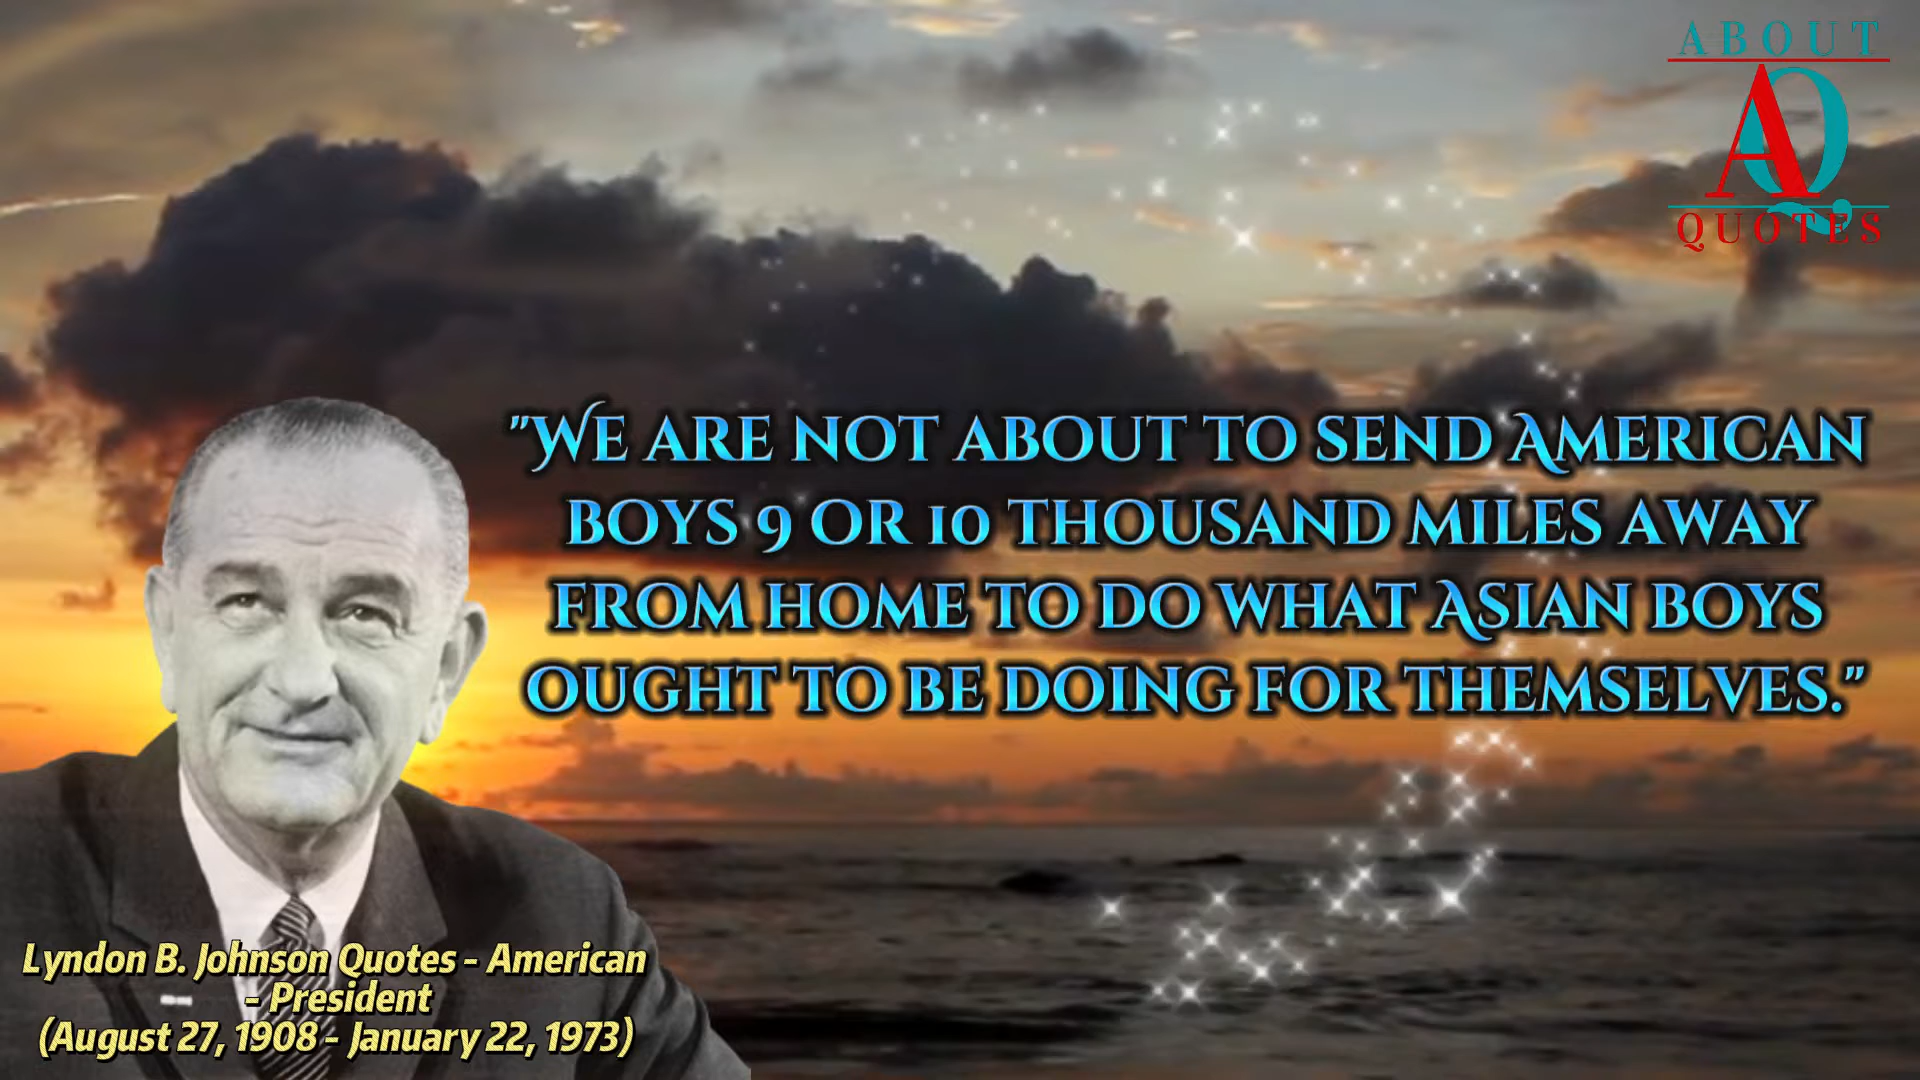 ABOUT
AQ
QUOTES
"We are not about to send American
boys 9 or 10 thousand miles away
from home to do what Asian boys
ought to be doing for themselves."
Lyndon B. Johnson Quotes - American
- President
(August 27, 1908 - January 22, 1973)